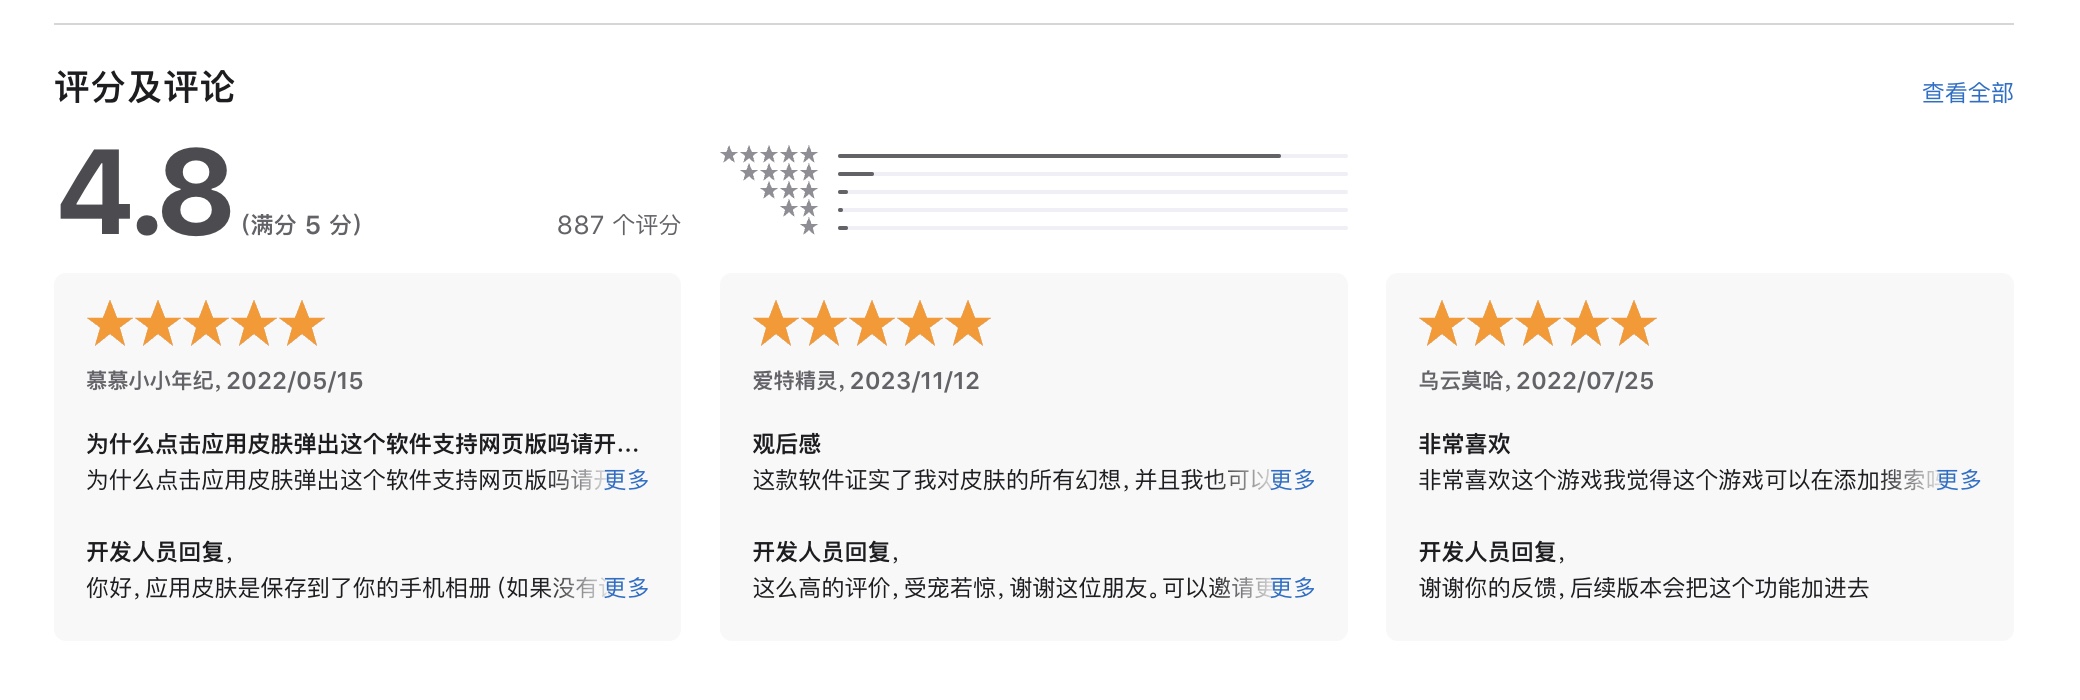 评分及评论
查看全部
4.8 (满分 5 分)
887 个评分
慕慕小小年纪, 2022/05/15
为什么点击应用皮肤弹出这个软件支持网页版吗请开...
为什么点击应用皮肤弹出这个软件支持网页版吗请 更多
开发人员回复,
你好, 应用皮肤是保存到了你的手机相册 (如果没有 更多
爱特精灵, 2023/11/12
观后感
这款软件证实了我对皮肤的所有幻想, 并且我也可以 更多
开发人员回复,
这么高的评价, 受宠若惊, 谢谢这位朋友。可以邀请更 更多
乌云莫哈, 2022/07/25
非常喜欢
非常喜欢这个游戏我觉得这个游戏可以在添加搜索 更多
开发人员回复,
谢谢你的反馈, 后续版本会把这个功能加进去